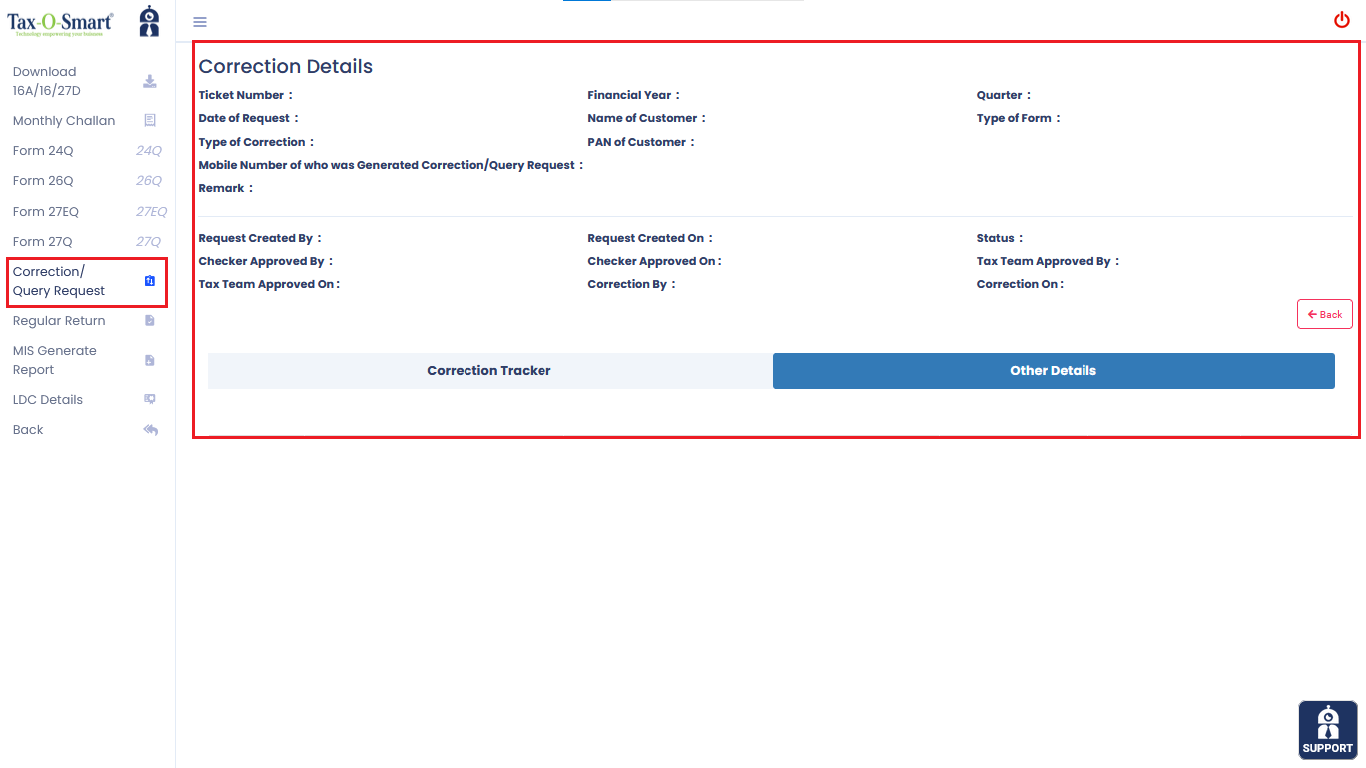 Tax-O-Smart®
Technology empowering your business
Download
16A/16/27D
Monthly Challan
Form 24Q 24Q
Form 26Q 26Q
Form 27EQ 27EQ
Form 27Q 27Q
Correction/
Query Request
Regular Return
MIS Generate
Report
LDC Details
Back
Correction Details
Ticket Number : Financial Year : Quarter :
Date of Request : Name of Customer : Type of Form :
Type of Correction : PAN of Customer :
Mobile Number of who was Generated Correction/Query Request :
Remark :
Request Created By : Request Created On : Status :
Checker Approved By : Checker Approved On : Tax Team Approved By :
Tax Team Approved On : Correction By : Correction On :
Back
Correction Tracker Other Details
SUPPORT